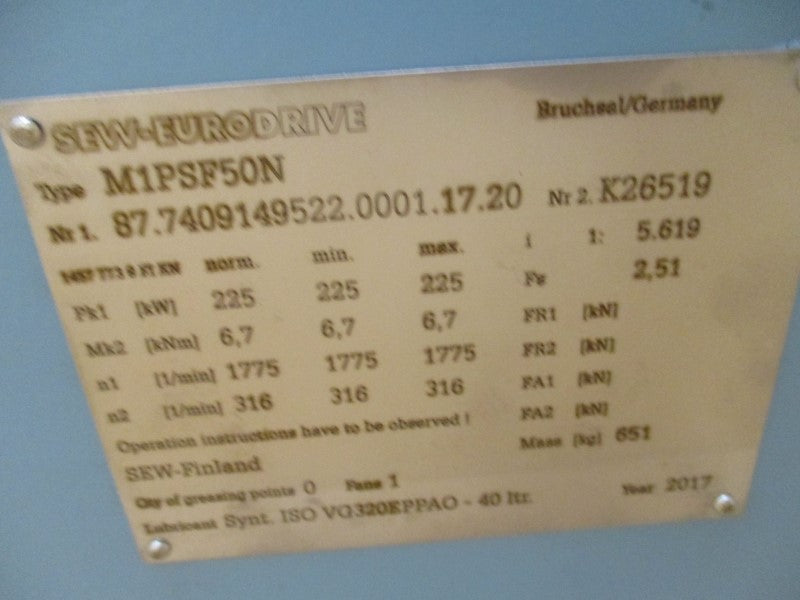 SEW-EURODRIVE Bruchsal/Germany
Type M1PSF50N
Nr 1. 87.7409149522.0001.17.20 Nr 2. K26519
norm. min. max. i 1: 5.619
Pk1 [kW] 225 225 225 Fs 2,51
Mk2 [kNm] 6,7 6,7 6,7 FR1 [kN]
n1 [1/min] 1775 1775 1775 FR2 [kN]
n2 [1/min] 316 316 316 FA1 [kN]
FA2 [kN]
Operation instructions have to be observed ! Mass [kg] 651
SEW-Finland
Qty of greasing points 0 Fans 1
Lubricant Synt. ISO VG320EPPAO - 40 ltr. Year 2017